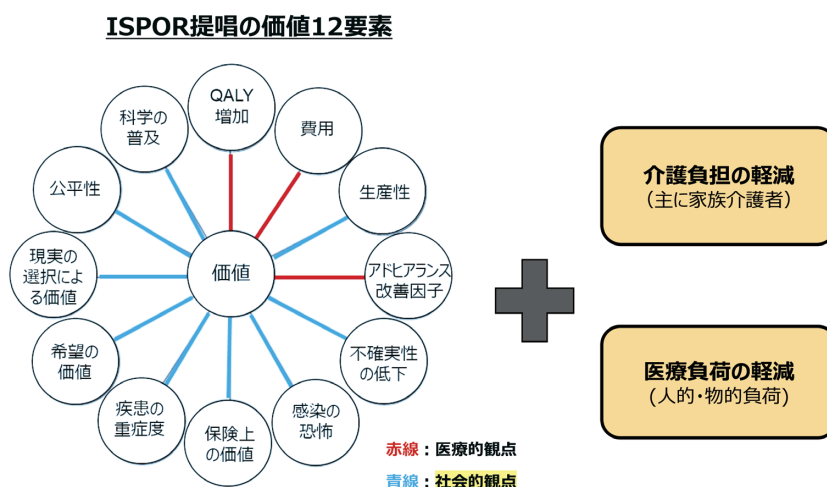 ISPOR提唱の価値12要素
QALY
増加
費用
生産性
アドヒアランス
改善因子
不確実性
の低下
感染の
恐怖
保険上
の価値
疾患の
重症度
希望の
価値
現実の
選択によ
る価値
公平性
科学の
普及
価値
赤線：医療的観点
青線：社会的観点
介護負担の軽減
（主に家族介護者）
医療負荷の軽減
(人的・物的負荷)